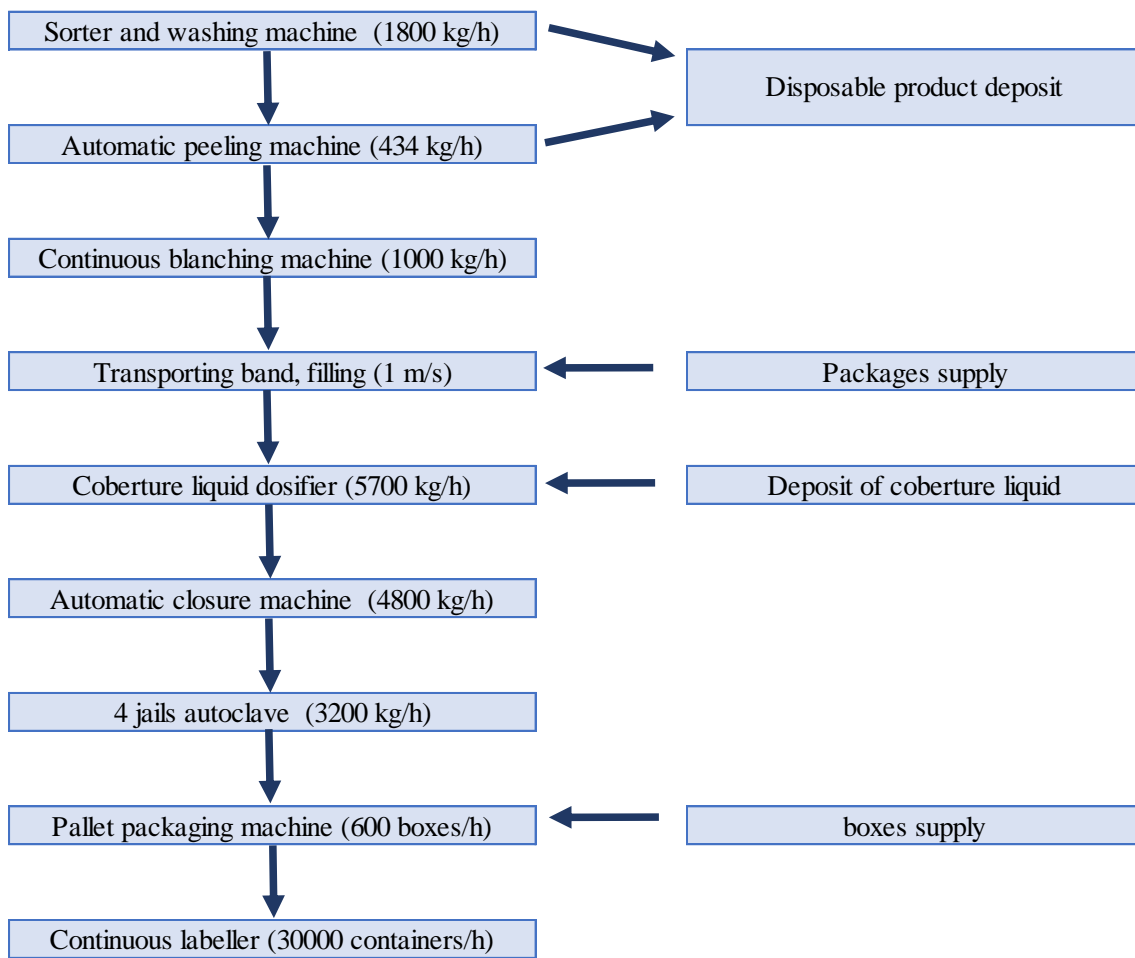 Sorter and washing machine (1800 kg/h)
Disposable product deposit
Automatic peeling machine (434 kg/h)
Continuous blanching machine (1000 kg/h)
Transporting band, filling (1 m/s)
Packages supply
Coberture liquid dosifier (5700 kg/h)
Deposit of coberture liquid
Automatic closure machine (4800 kg/h)
4 jails autoclave (3200 kg/h)
Pallet packaging machine (600 boxes/h)
boxes supply
Continuous labeller (30000 containers/h)